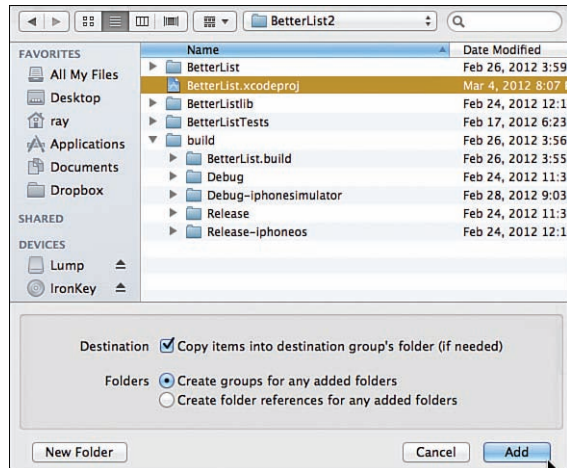 BetterList2
FAVORITES
All My Files
Desktop
ray
Applications
Documents
Dropbox
SHARED
DEVICES
Lump
IronKey
Name Date Modified
BetterList Feb 26, 2012 3:59
BetterList.xcodeproj Mar 4, 2012 8:07
BetterListlib Feb 24, 2012 12:1
BetterListTests Feb 17, 2012 6:23
build Feb 26, 2012 3:56
BetterList.build Feb 26, 2012 3:55
Debug Feb 24, 2012 11:3
Debug-iphonesimulator Feb 28, 2012 9:03
Release Feb 24, 2012 11:3
Release-iphoneos Feb 24, 2012 12:1
Destination Copy items into destination group's folder (if needed)
Folders Create groups for any added folders
Create folder references for any added folders
New Folder Cancel Add